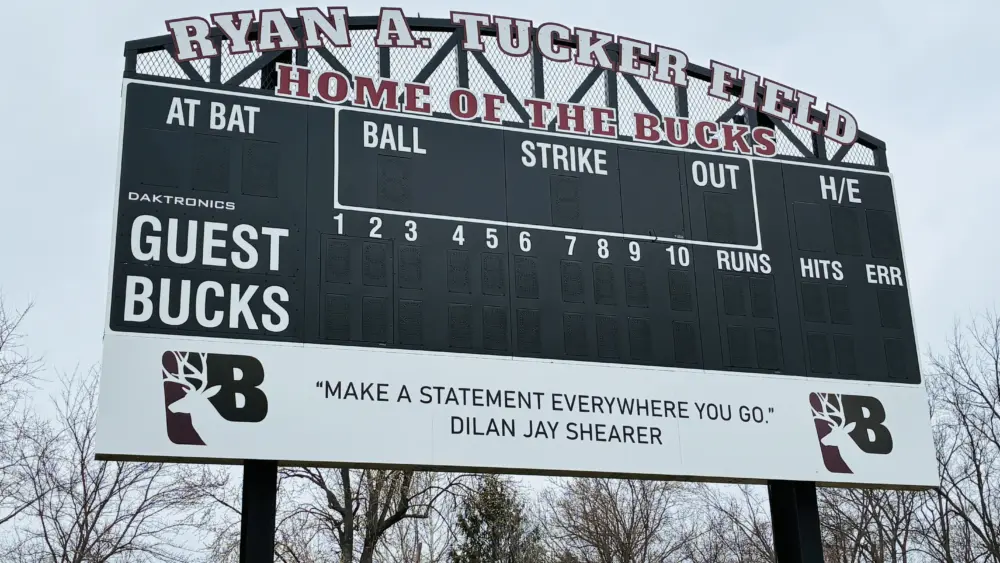 RYAN A. TUCKER FIELD
HOME OF THE BUCKS
AT BAT
BALL
STRIKE
OUT
H/E
DAKTRONICS
1 2 3 4 5 6 7 8 9 10 RUNS HITS ERR
GUEST
BUCKS
B
“MAKE A STATEMENT EVERYWHERE YOU GO.”
DILAN JAY SHEARER
B